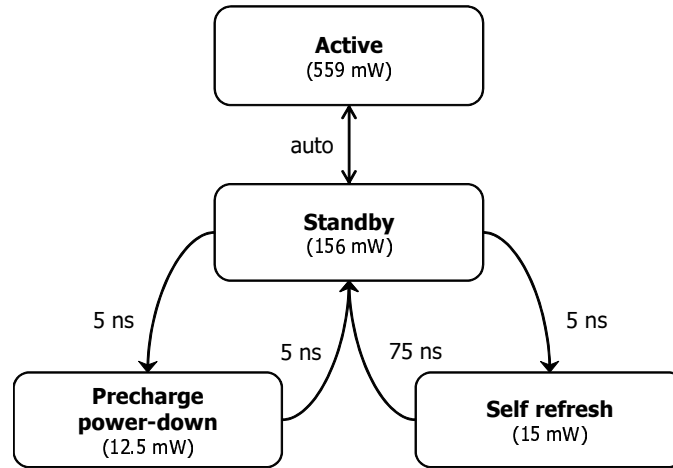 Active
(559 mW)
auto
Standby
(156 mW)
5 ns
5 ns
5 ns
75 ns
Precharge
power-down
(12.5 mW)
Self refresh
(15 mW)